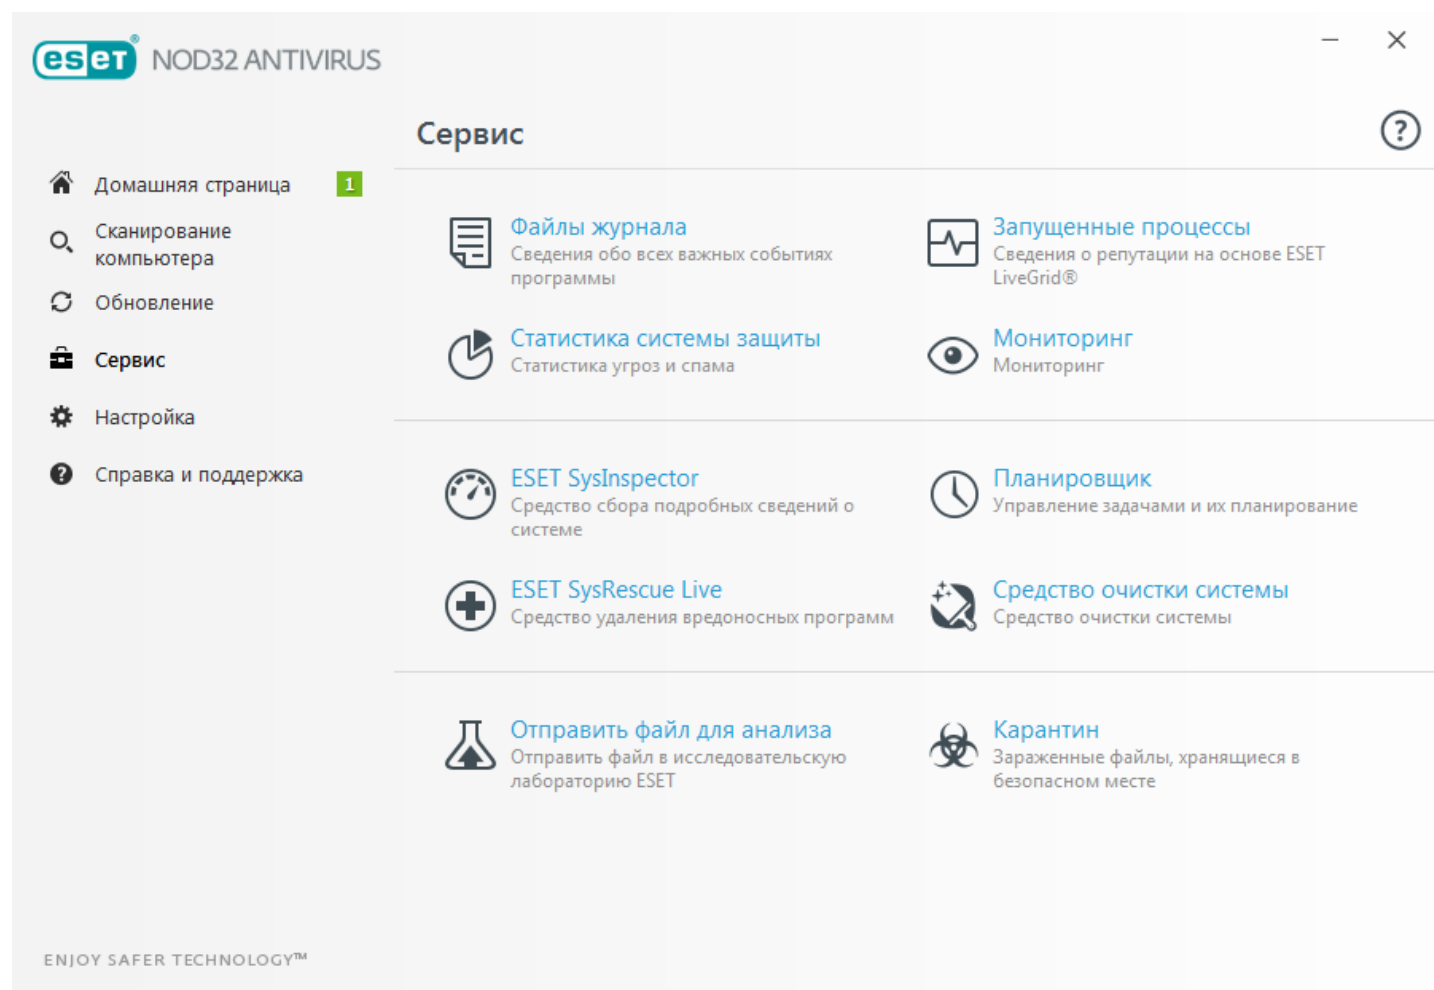 eset® NOD32 ANTIVIRUS
Сервис
Домашняя страница 1
Сканирование
компьютера
Обновление
Сервис
Настройка
Справка и поддержка
Файлы журнала
Сведения обо всех важных событиях
программы
Запущенные процессы
Сведения о репутации на основе ESET
LiveGrid®
Статистика системы защиты
Статистика угроз и спама
Мониторинг
Мониторинг
ESET SysInspector
Средство сбора подробных сведений о
системе
Планировщик
Управление задачами и их планирование
ESET SysRescue Live
Средство удаления вредоносных программ
Средство очистки системы
Средство очистки системы
Отправить файл для анализа
Отправить файл в исследовательскую
лабораторию ESET
Карантин
Зараженные файлы, хранящиеся в
безопасном месте
ENJOY SAFER TECHNOLOGY™